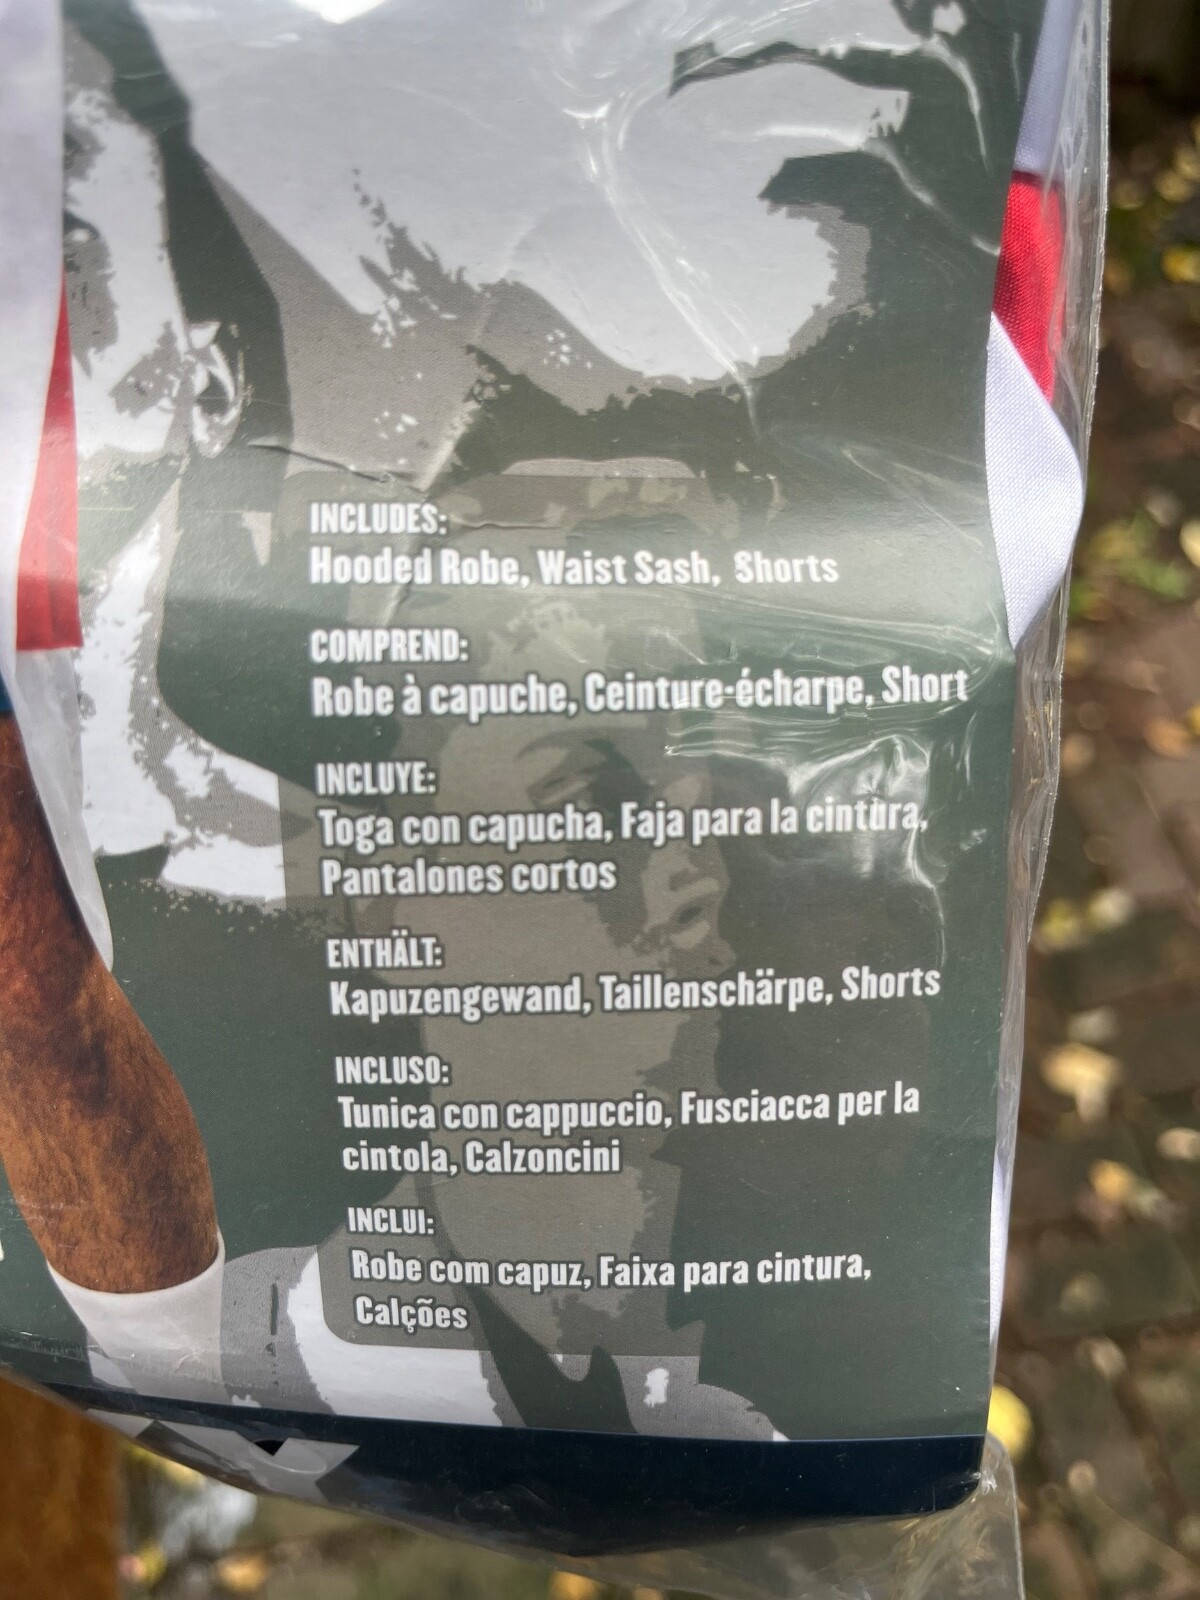 INCLUDES:
Hooded Robe, Waist Sash, Shorts
COMPREND:
Robe à capuche, Ceinture-écharpe, Short
INCLUYE:
Toga con capucha, Faja para la cintura,
Pantalones cortos
ENTHÄLT:
Kapuzengewand, Taillenschärpe, Shorts
INCLUSO:
Tunica con cappuccio, Fusciacca per la
cintola, Calzoncini
INCLUI:
Robe com capuz, Faixa para cintura,
Calções